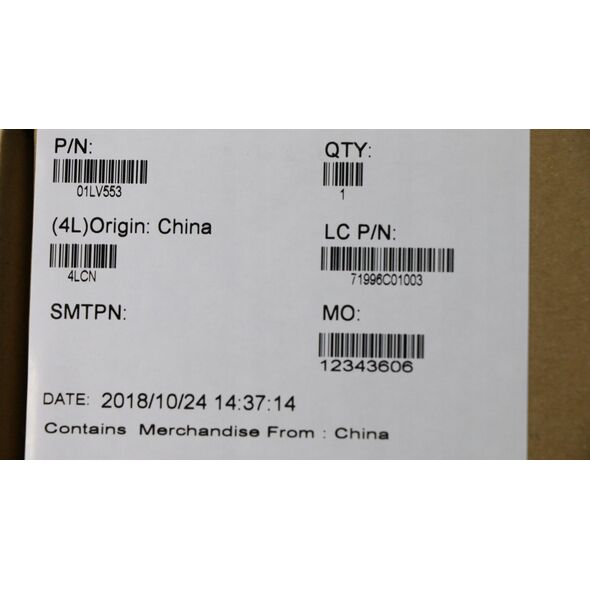 P/N:
01LV553
QTY:
1
(4L)Origin: China
4LCN
LC P/N:
71996C01003
SMTPN:
MO:
12343606
DATE: 2018/10/24 14:37:14
Contains Merchandise From : China